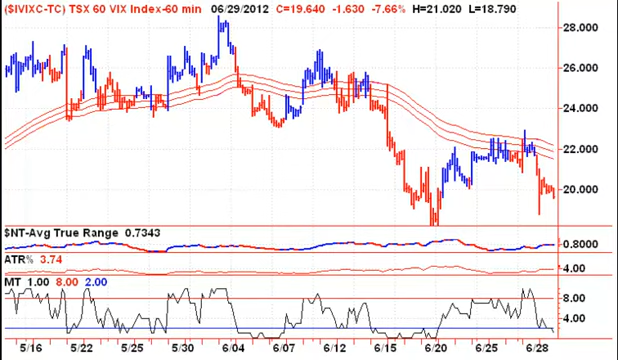 ($IVIXC-TC) TSX 60 VIX Index-60 min 06/29/2012 C=19.640 -1.630 -7.66% H=21.020 L=18.790
28.000
26.000
24.000
22.000
20.000
$NT-Avg True Range 0.7343
0.8000
ATR% 3.74
4.00
MT 1.00 8.00 2.00
8.00
4.00
5/16 5/22 5/25 5/30 6/04 6/07 6/12 6/15 6/20 6/25 6/28